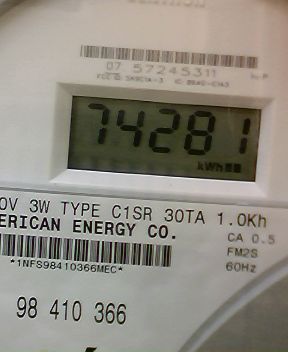 07 57245311
74281
kWh
0V 3W TYPE C1SR 30TA 1.0Kh
ERICAN ENERGY CO.
CA 0.5
FM2S
60Hz
*1NFS98410366MEC*
98 410 366